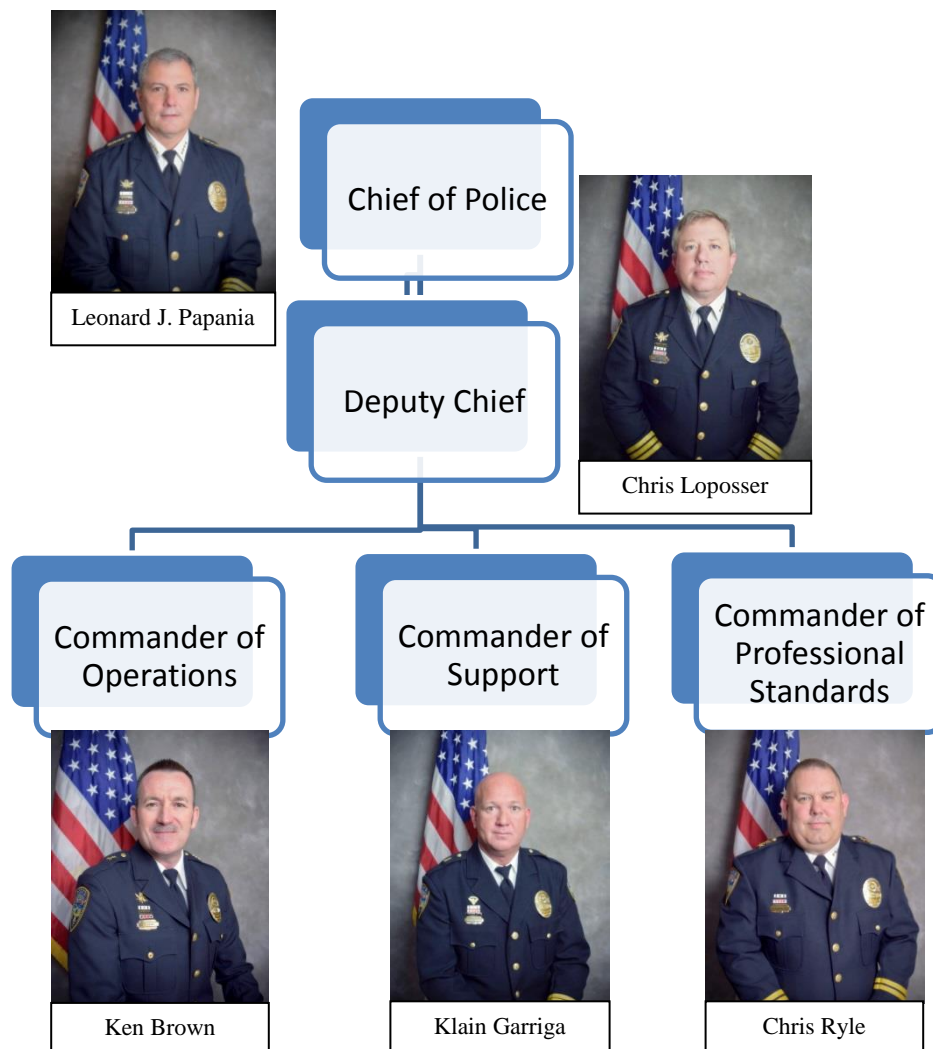 Chief of Police
Leonard J. Papania
Deputy Chief
Chris Loposser
Commander of
Operations
Commander of
Support
Commander of
Professional
Standards
Ken Brown
Klain Garriga
Chris Ryle